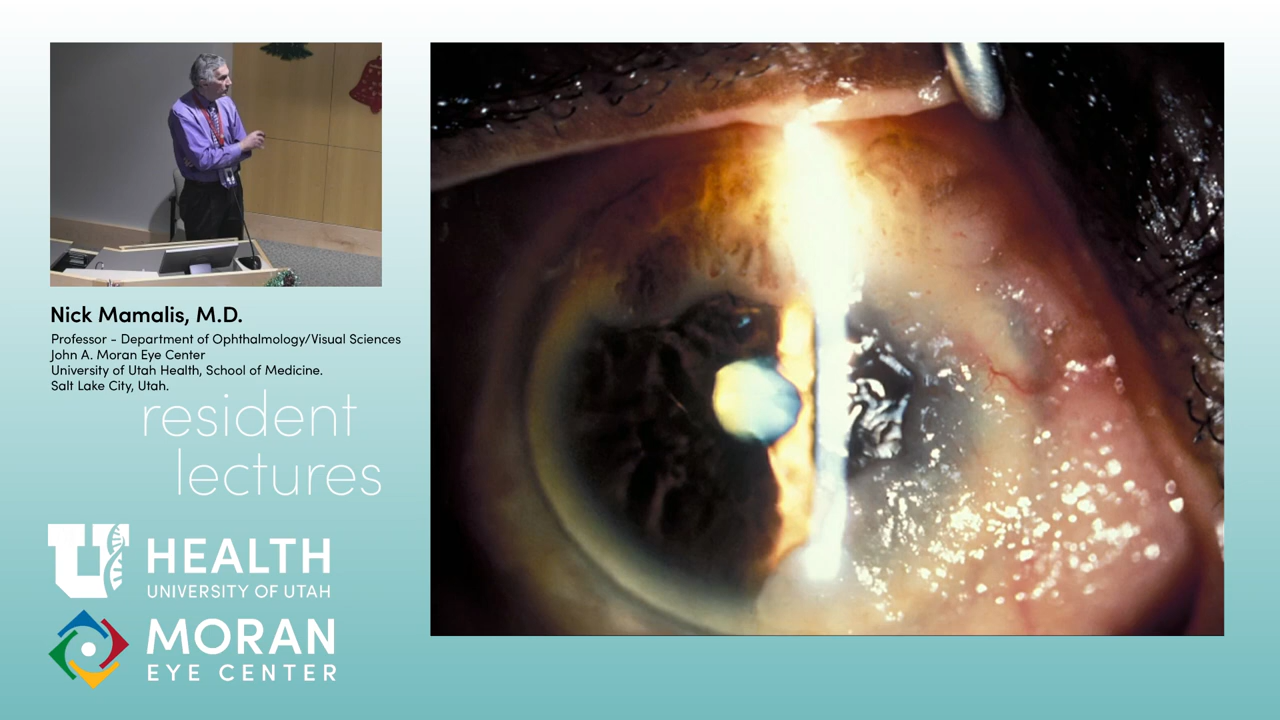 Nick Mamalis, M.D.
Professor - Department of Ophthalmology/Visual Sciences
John A. Moran Eye Center
University of Utah Health, School of Medicine.
Salt Lake City, Utah.
resident
lectures
U HEALTH
UNIVERSITY OF UTAH
MORAN
EYE CENTER